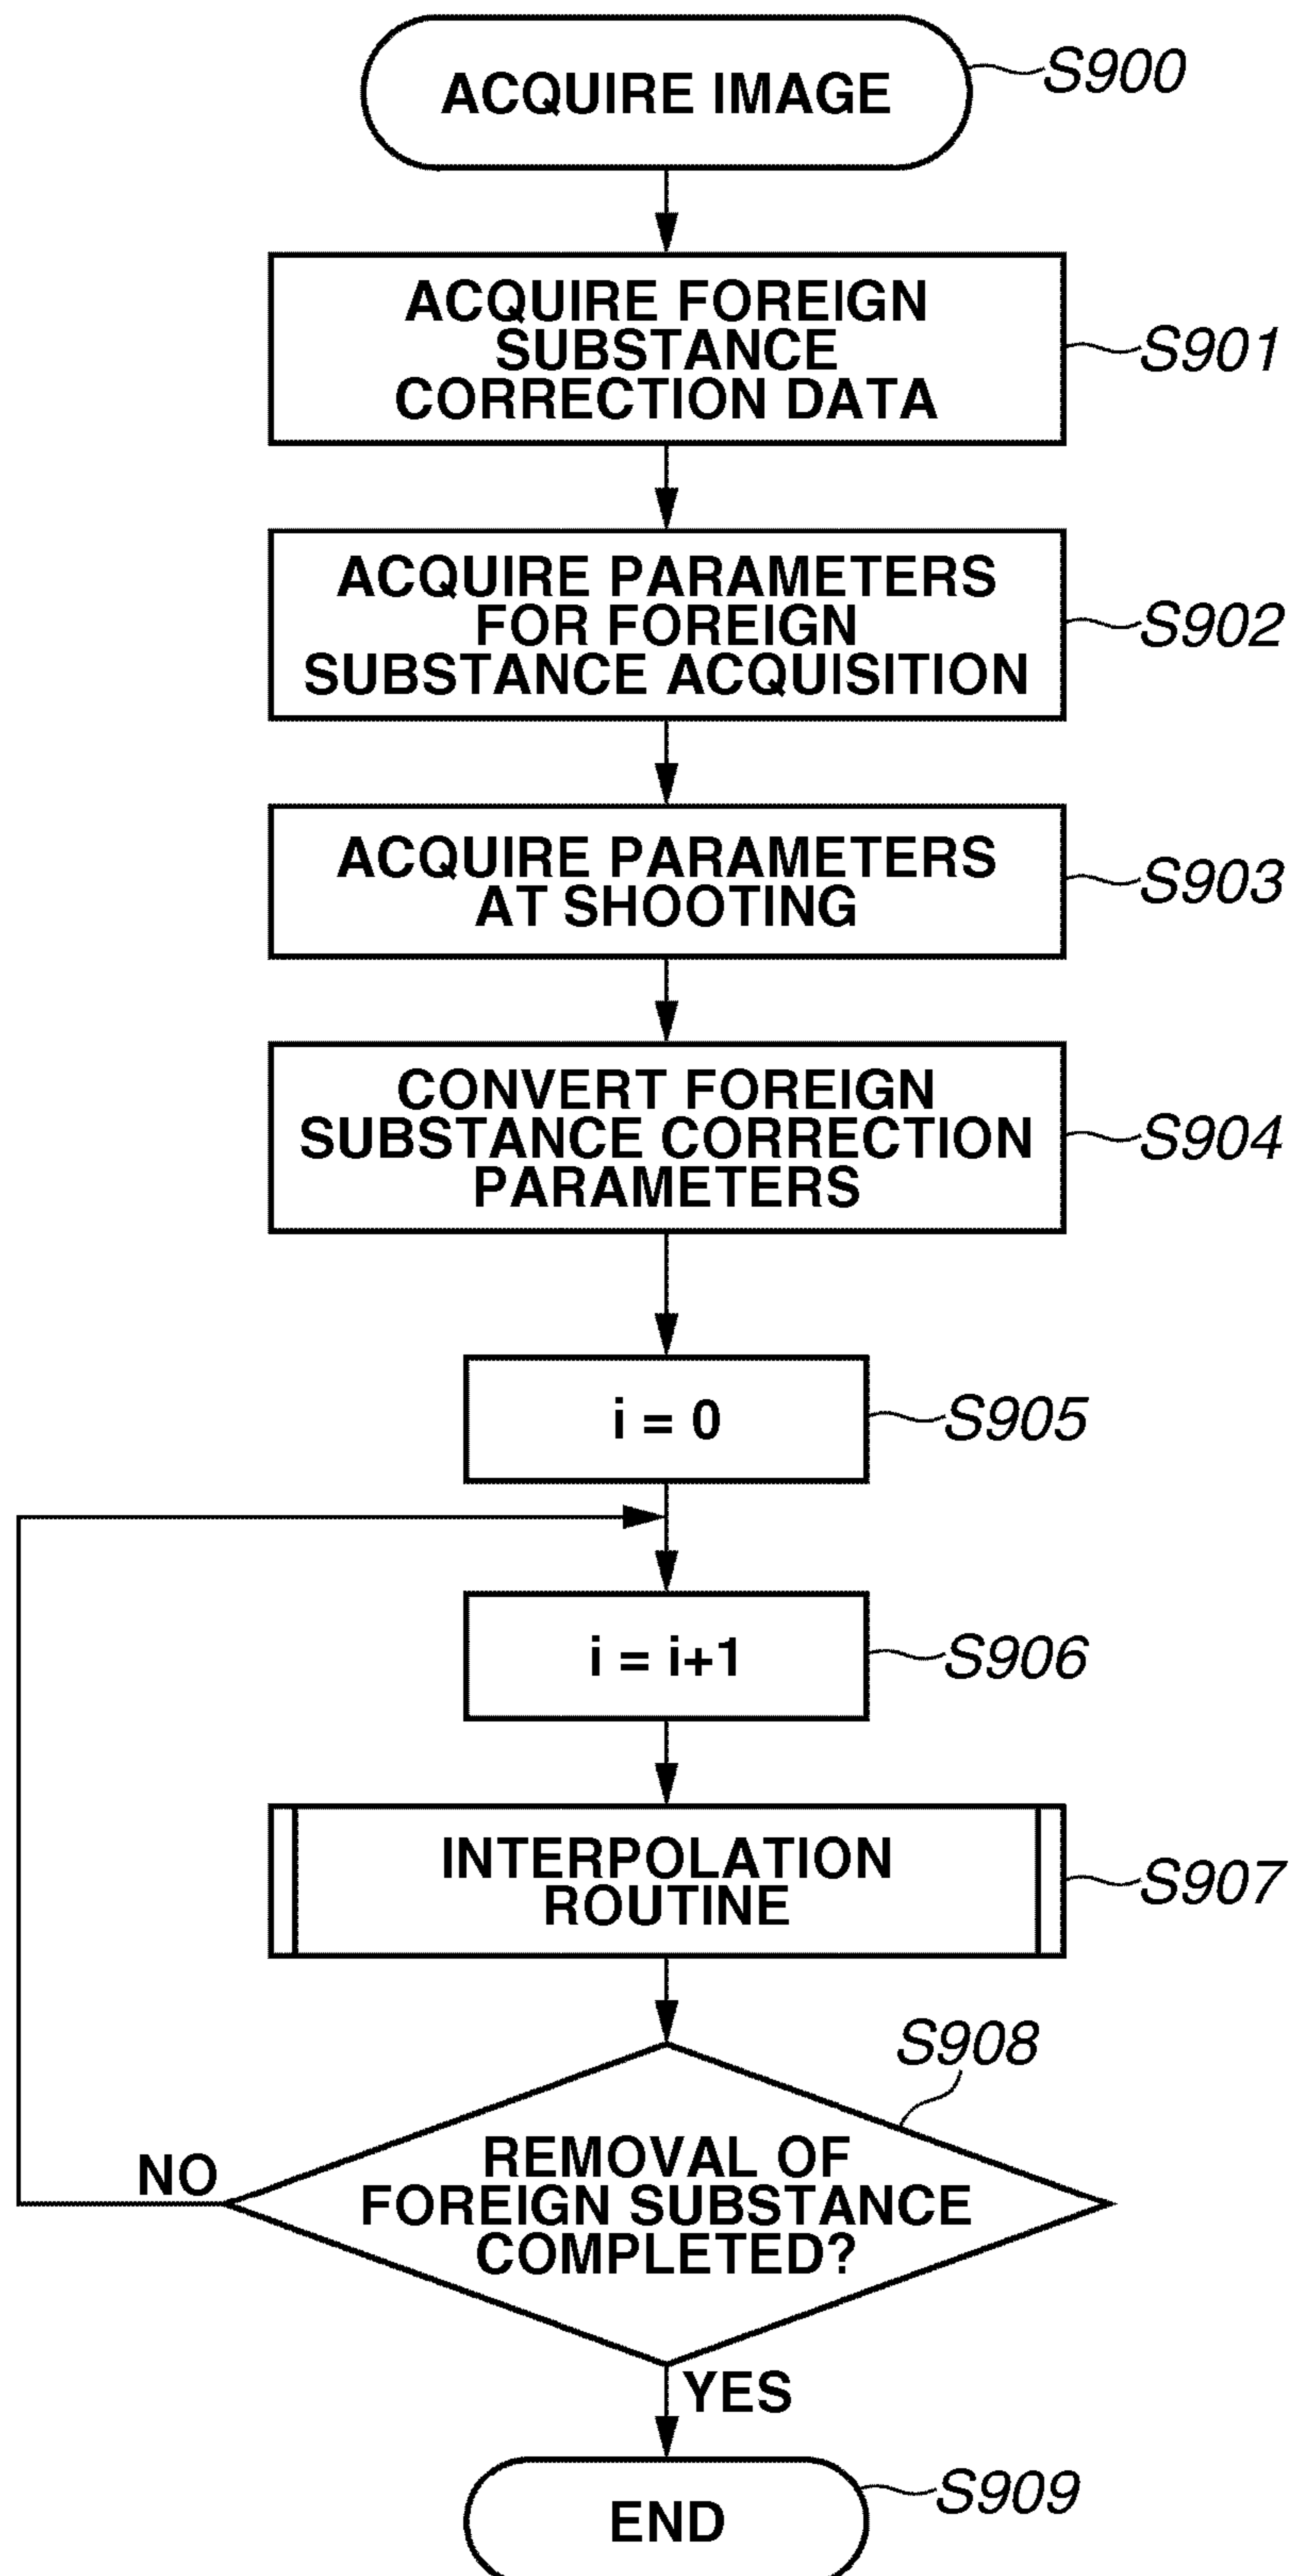 ACQUIRE IMAGE
S900
ACQUIRE FOREIGN
SUBSTANCE
CORRECTION DATA
S901
ACQUIRE PARAMETERS
FOR FOREIGN
SUBSTANCE ACQUISITION
S902
ACQUIRE PARAMETERS
AT SHOOTING
S903
CONVERT FOREIGN
SUBSTANCE CORRECTION
PARAMETERS
S904
i = 0
S905
i = i+1
S906
INTERPOLATION
ROUTINE
S907
S908
REMOVAL OF
FOREIGN SUBSTANCE
COMPLETED?
NO
YES
END
S909